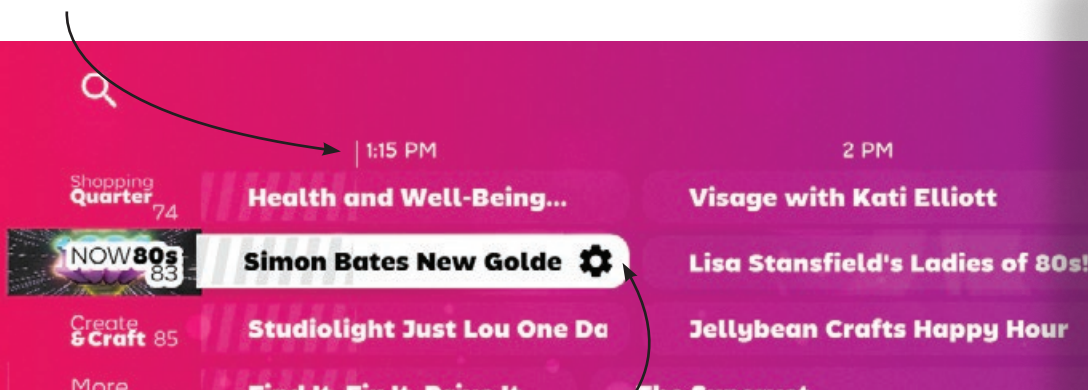 1:15 PM 2 PM
Shopping Quarter 74 Health and Well-Being... Visage with Kati Elliott
NOW80s 83 Simon Bates New Golde Lisa Stansfield's Ladies of 80s!
Create & Craft 85 Studiolight Just Lou One Da Jellybean Crafts Happy Hour
More